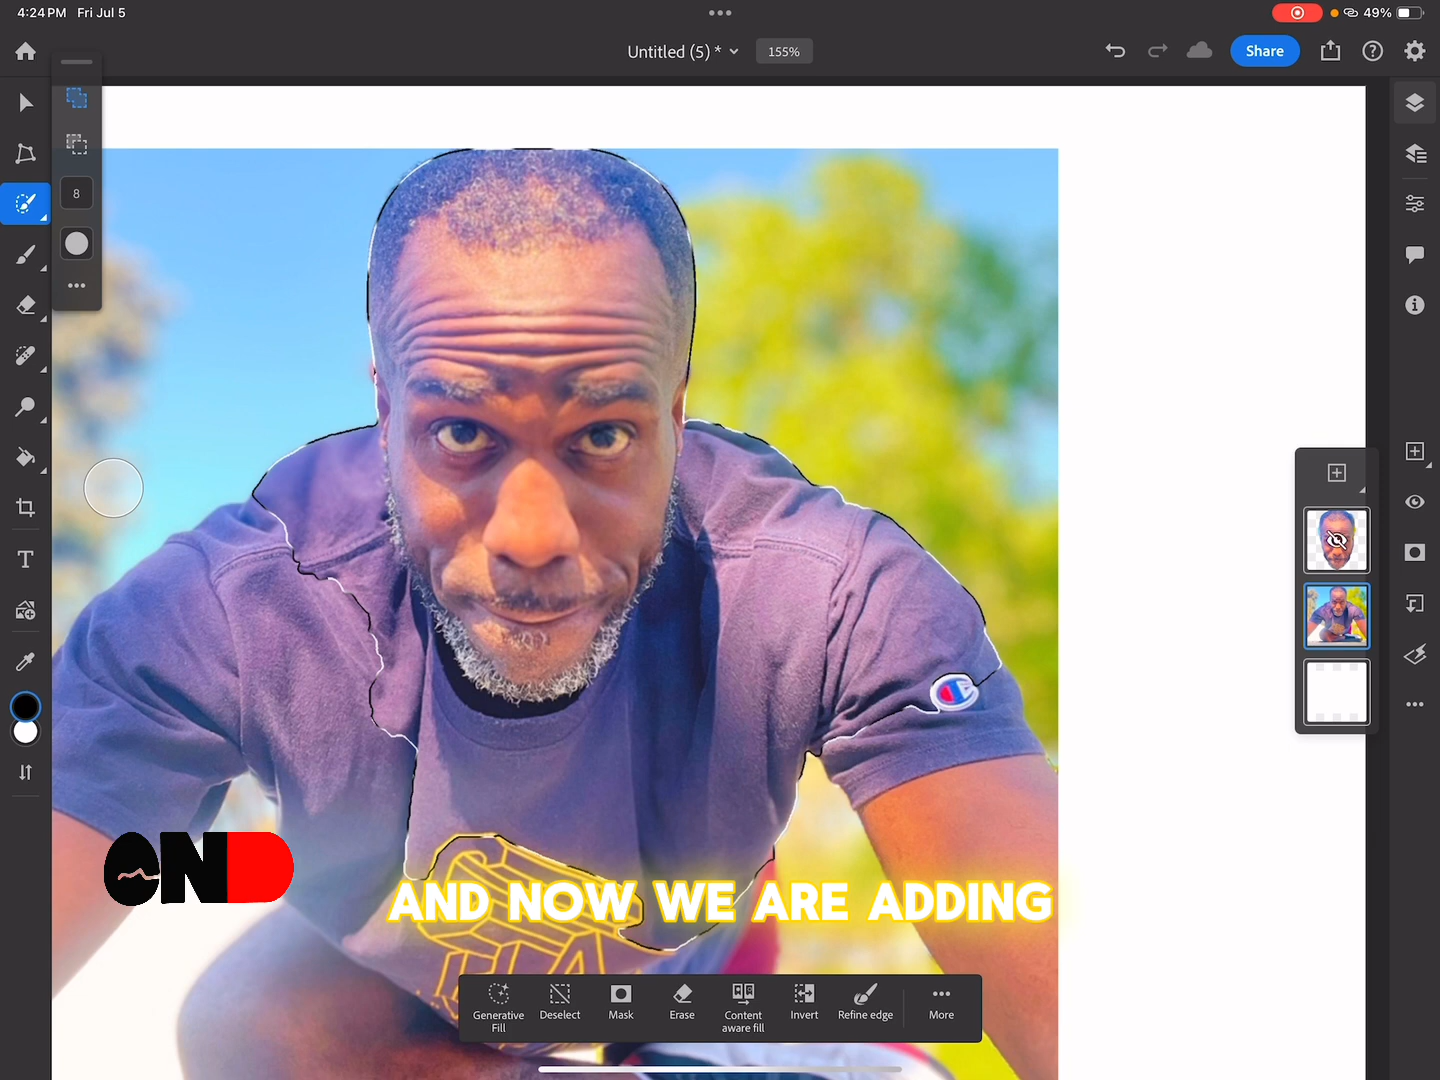 4:24 PM Fri Jul 5
49%
Untitled (5) *
155%
Share
8
T
OND
AND NOW WE ARE ADDING
Generative Fill
Deselect
Mask
Erase
Content aware fill
Invert
Refine edge
More